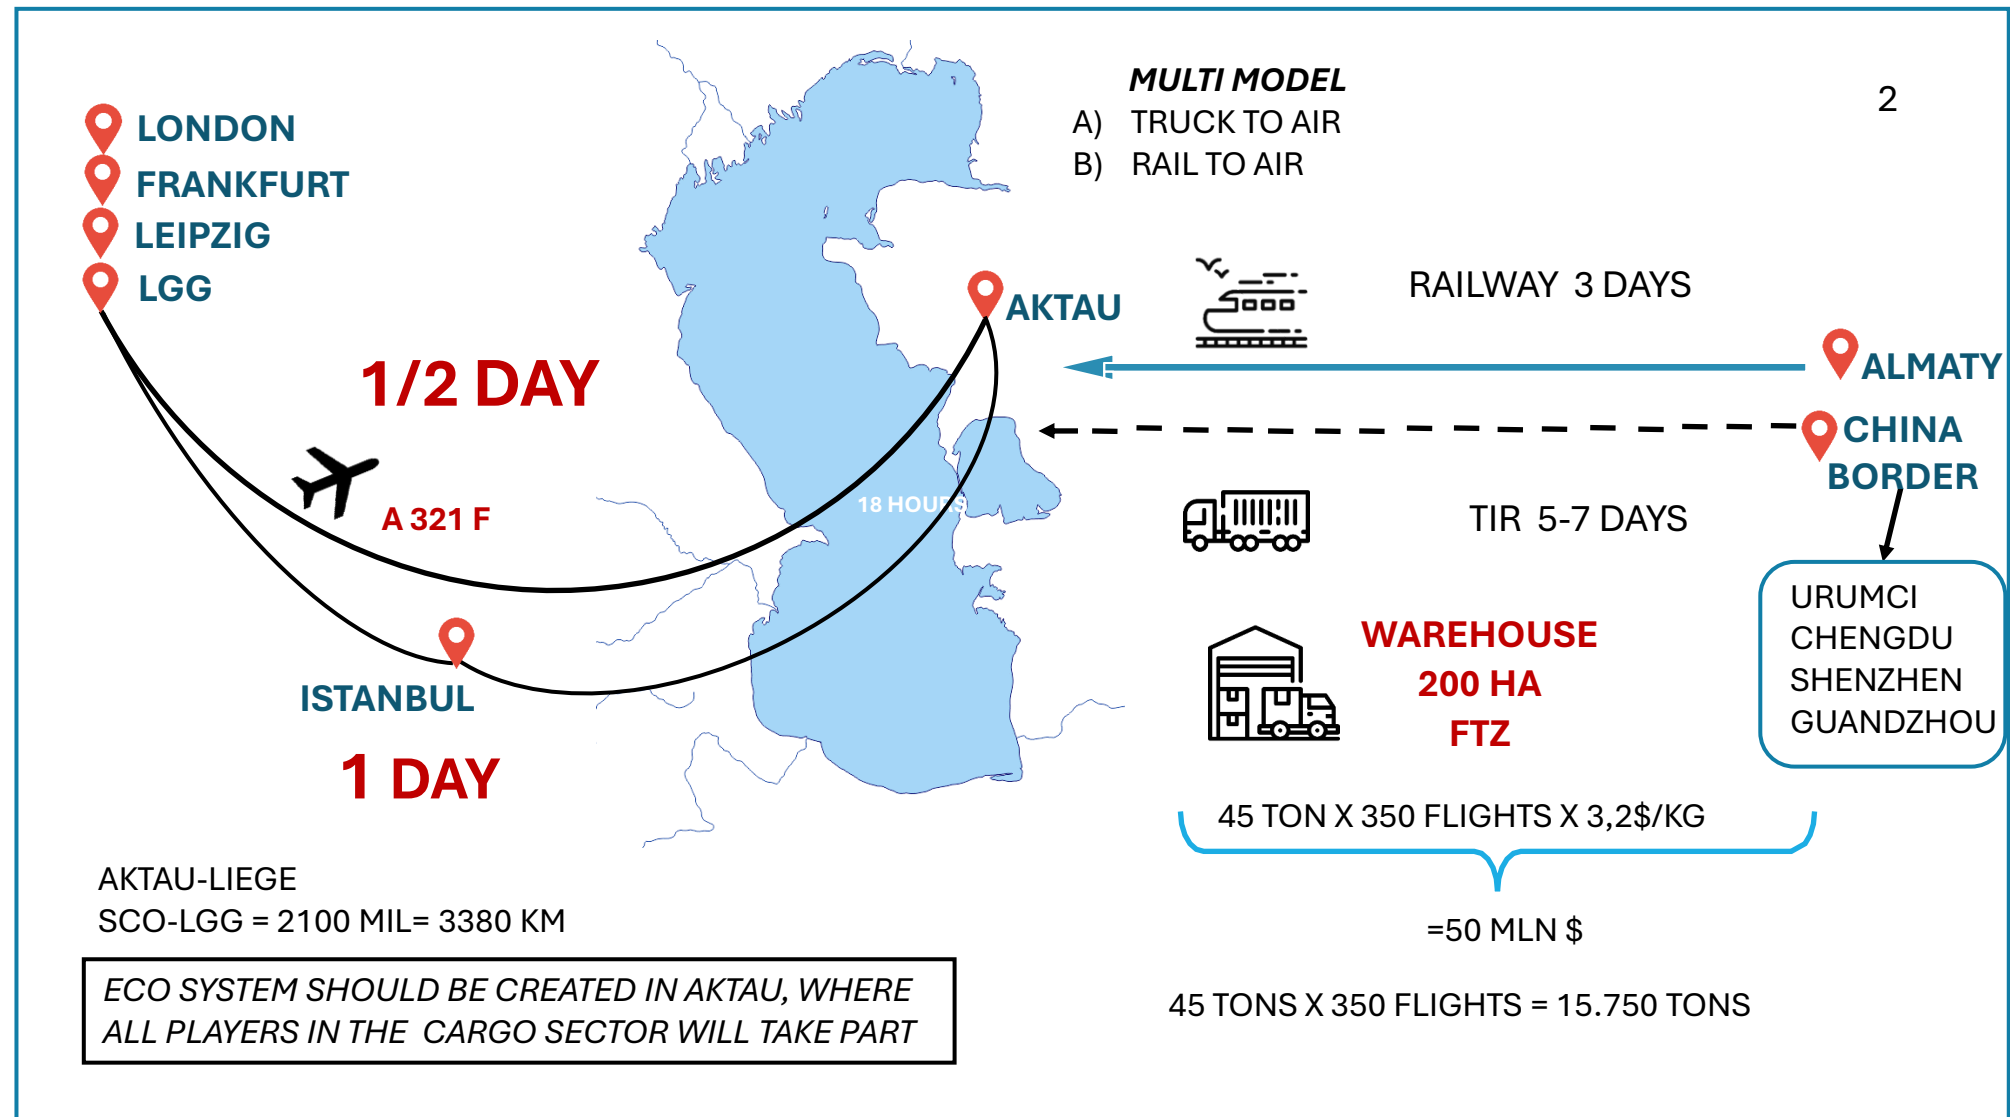 MULTI MODEL
A) TRUCK TO AIR
B) RAIL TO AIR
2
LONDON
FRANKFURT
LEIPZIG
LGG
AKTAU
RAILWAY 3 DAYS
ALMATY
1/2 DAY
CHINA
BORDER
A 321 F
18 HOURS
TIR 5-7 DAYS
URUMCI
CHENGDU
SHENZHEN
GUANDZHOU
WAREHOUSE
200 HA
FTZ
ISTANBUL
1 DAY
45 TON X 350 FLIGHTS X 3,2$/KG
=50 MLN $
45 TONS X 350 FLIGHTS = 15.750 TONS
AKTAU-LIEGE
SCO-LGG = 2100 MIL= 3380 KM
ECO SYSTEM SHOULD BE CREATED IN AKTAU, WHERE
ALL PLAYERS IN THE CARGO SECTOR WILL TAKE PART